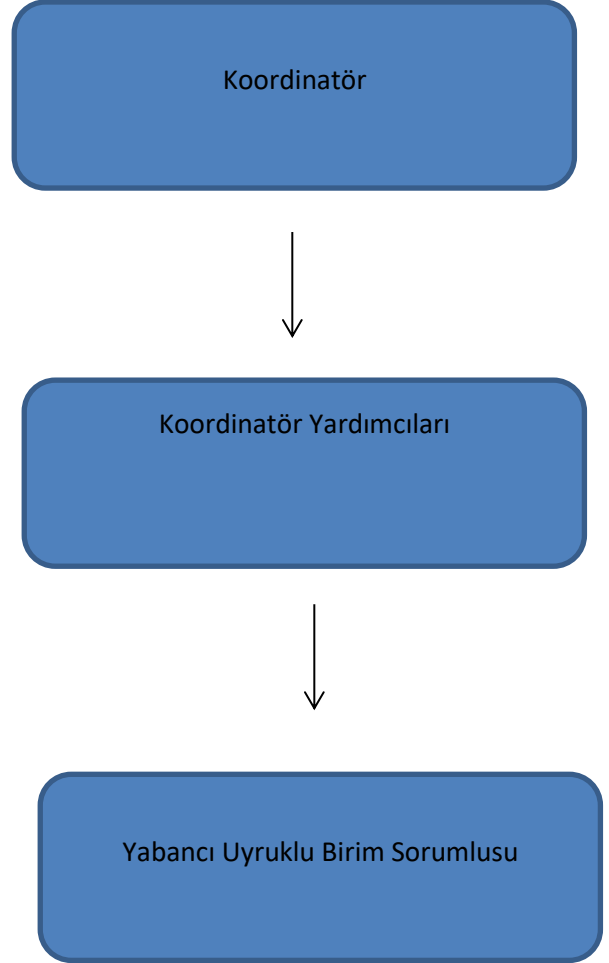 Koordinatör
Koordinatör Yardımcıları
Yabancı Uyruklu Birim Sorumlusu